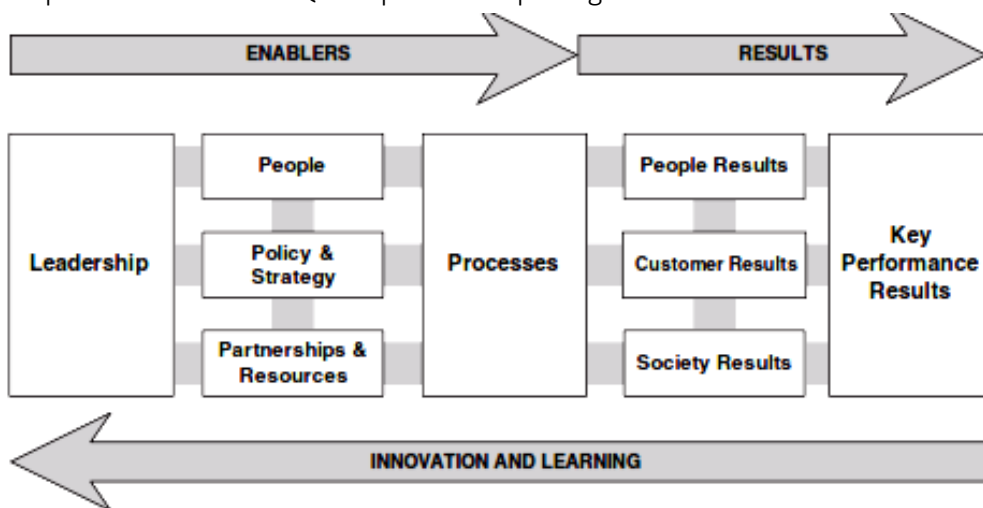 ENABLERS
RESULTS
People
People Results
Leadership
Policy &
Strategy
Processes
Customer Results
Key
Performance
Results
Partnerships &
Resources
Society Results
INNOVATION AND LEARNING